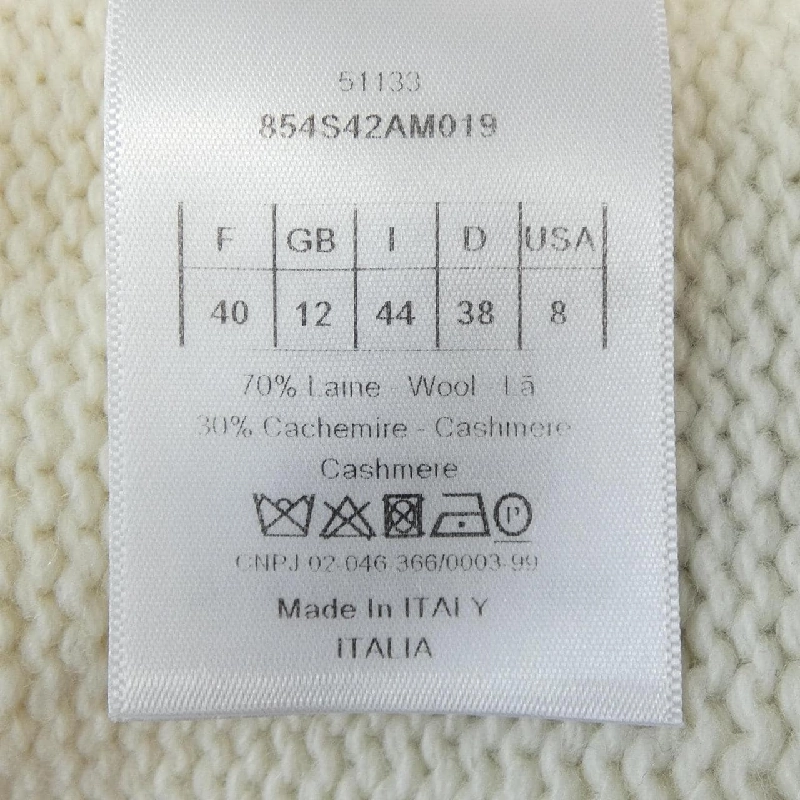 51133
854S42AM019
F GB I D USA
40 12 44 38 8
70% Laine - Wool - Lã
30% Cachemire - Cashmere
Cashmere
P
CNPJ 02 046 366/0003-99
Made In ITALY
ITALIA